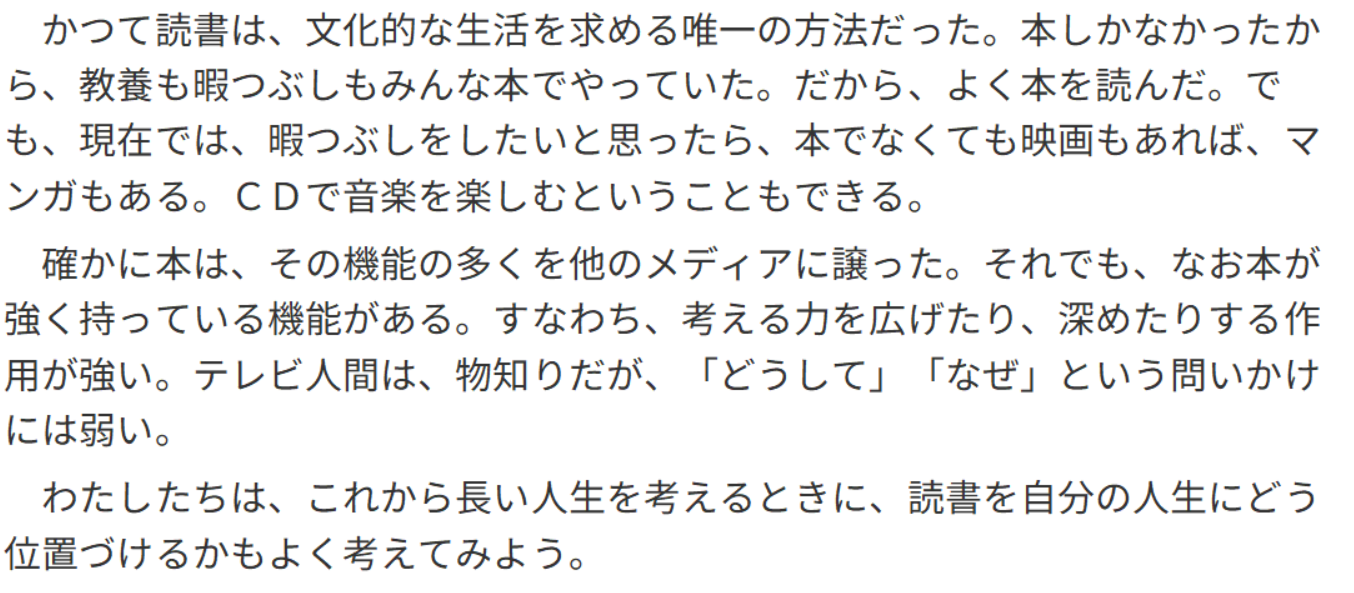 かつて読書は、文化的な生活を求める唯一の方法だった。本しかなかったか
ら、教養も暇つぶしもみんな本でやっていた。だから、よく本を読んだ。で
も、現在では、暇つぶしをしたいと思ったら、本でなくても映画もあれば、マ
ンガもある。ＣＤで音楽を楽しむということもできる。
　確かに本は、その機能の多くを他のメディアに譲った。それでも、なお本が
強く持っている機能がある。すなわち、考える力を広げたり、深めたりする作
用が強い。テレビ人間は、物知りだが、「どうして」「なぜ」という問いかけ
には弱い。
　わたしたちは、これから長い人生を考えるときに、読書を自分の人生にどう
位置づけるかもよく考えてみよう。